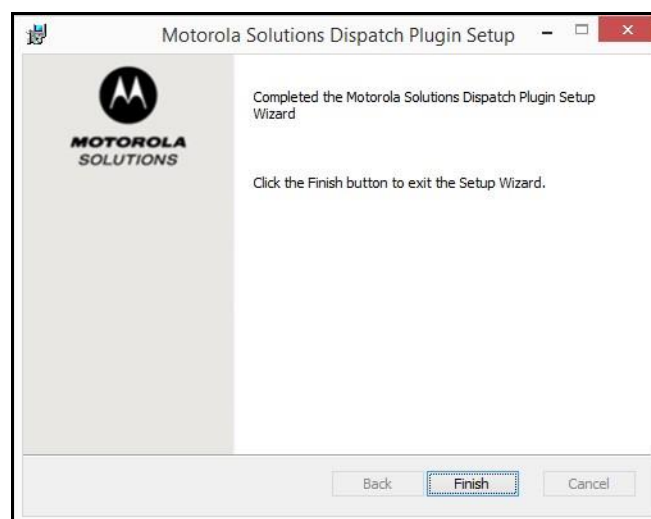 Motorola Solutions Dispatch Plugin Setup
MOTOROLA
SOLUTIONS
Completed the Motorola Solutions Dispatch Plugin Setup
Wizard
Click the Finish button to exit the Setup Wizard.
Back Finish Cancel